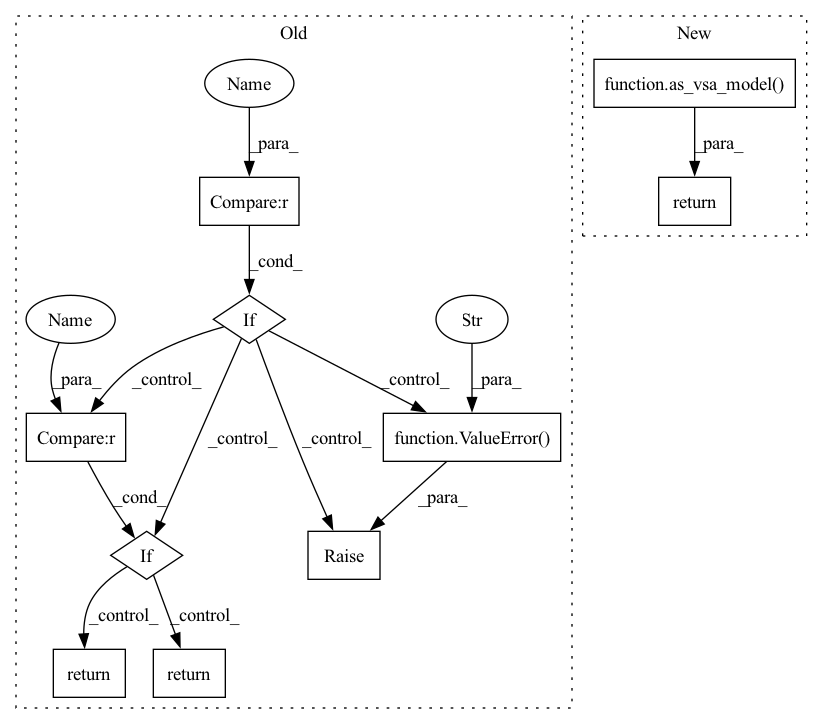 Old
New
Name
function.as_vsa_model()
_para_
_para_
Compare:r
return
_cond_
Name
If
Str
_para_
_control_
_control_
_para_
Compare:r
_control_
_control_
function.ValueError()
_cond_
_para_
If
Raise
_control_
_control_
return
return